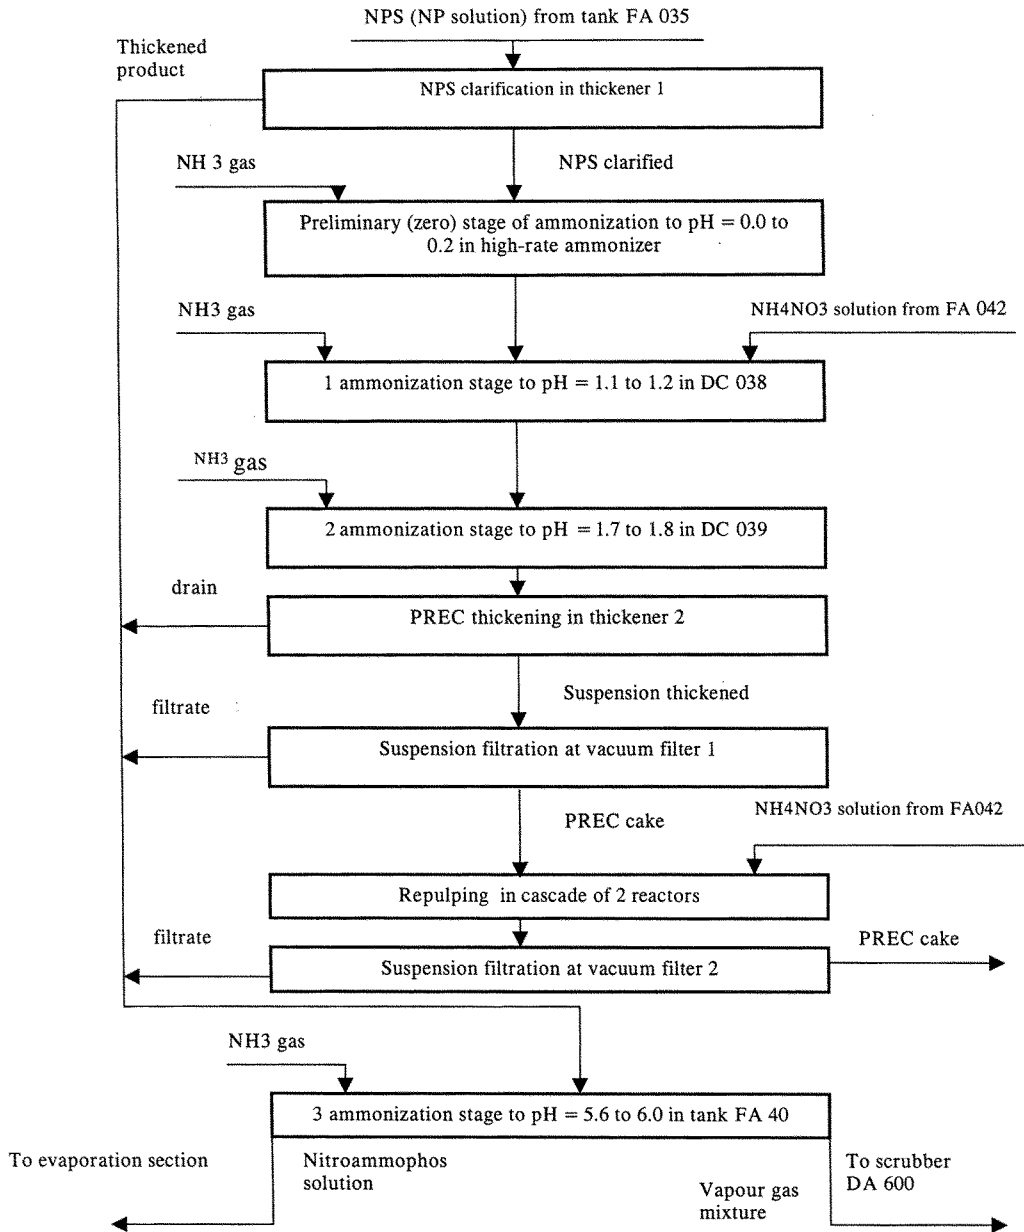 NPS (NP solution) from tank FA 035
Thickened
product
NPS clarification in thickener 1
NH 3 gas
NPS clarified
Preliminary (zero) stage of ammonization to pH = 0.0 to
0.2 in high-rate ammonizer
NH3 gas
NH4NO3 solution from FA 042
1 ammonization stage to pH = 1.1 to 1.2 in DC 038
NH3 gas
2 ammonization stage to pH = 1.7 to 1.8 in DC 039
drain
PREC thickening in thickener 2
Suspension thickened
filtrate
Suspension filtration at vacuum filter 1
PREC cake
NH4NO3 solution from FA042
Repulping in cascade of 2 reactors
filtrate
PREC cake
Suspension filtration at vacuum filter 2
NH3 gas
3 ammonization stage to pH = 5.6 to 6.0 in tank FA 40
To evaporation section
Nitroammophos
solution
To scrubber
DA 600
Vapour gas
mixture